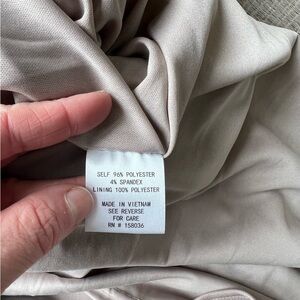 SELF 96% POLYESTER
4% SPANDEX
LINING 100% POLYESTER
MADE IN VIETNAM
SEE REVERSE
FOR CARE
RN # 158036